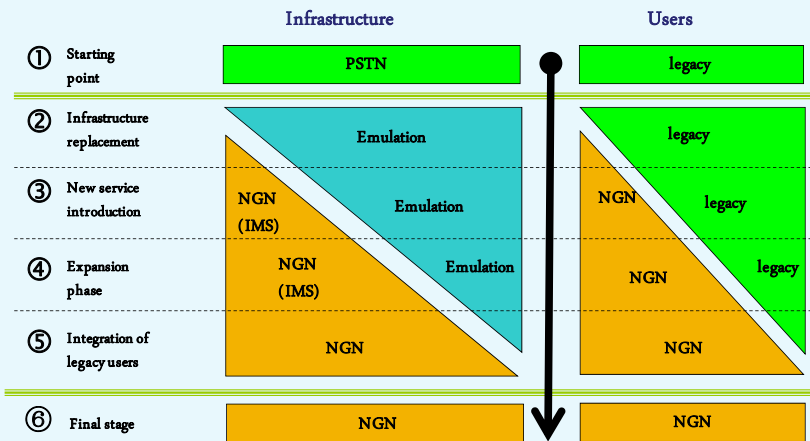 Infrastructure Users
① Starting point PSTN legacy
② Infrastructure replacement Emulation legacy
③ New service introduction NGN (IMS) Emulation NGN legacy
④ Expansion phase NGN (IMS) Emulation NGN legacy
⑤ Integration of legacy users NGN NGN
⑥ Final stage NGN NGN